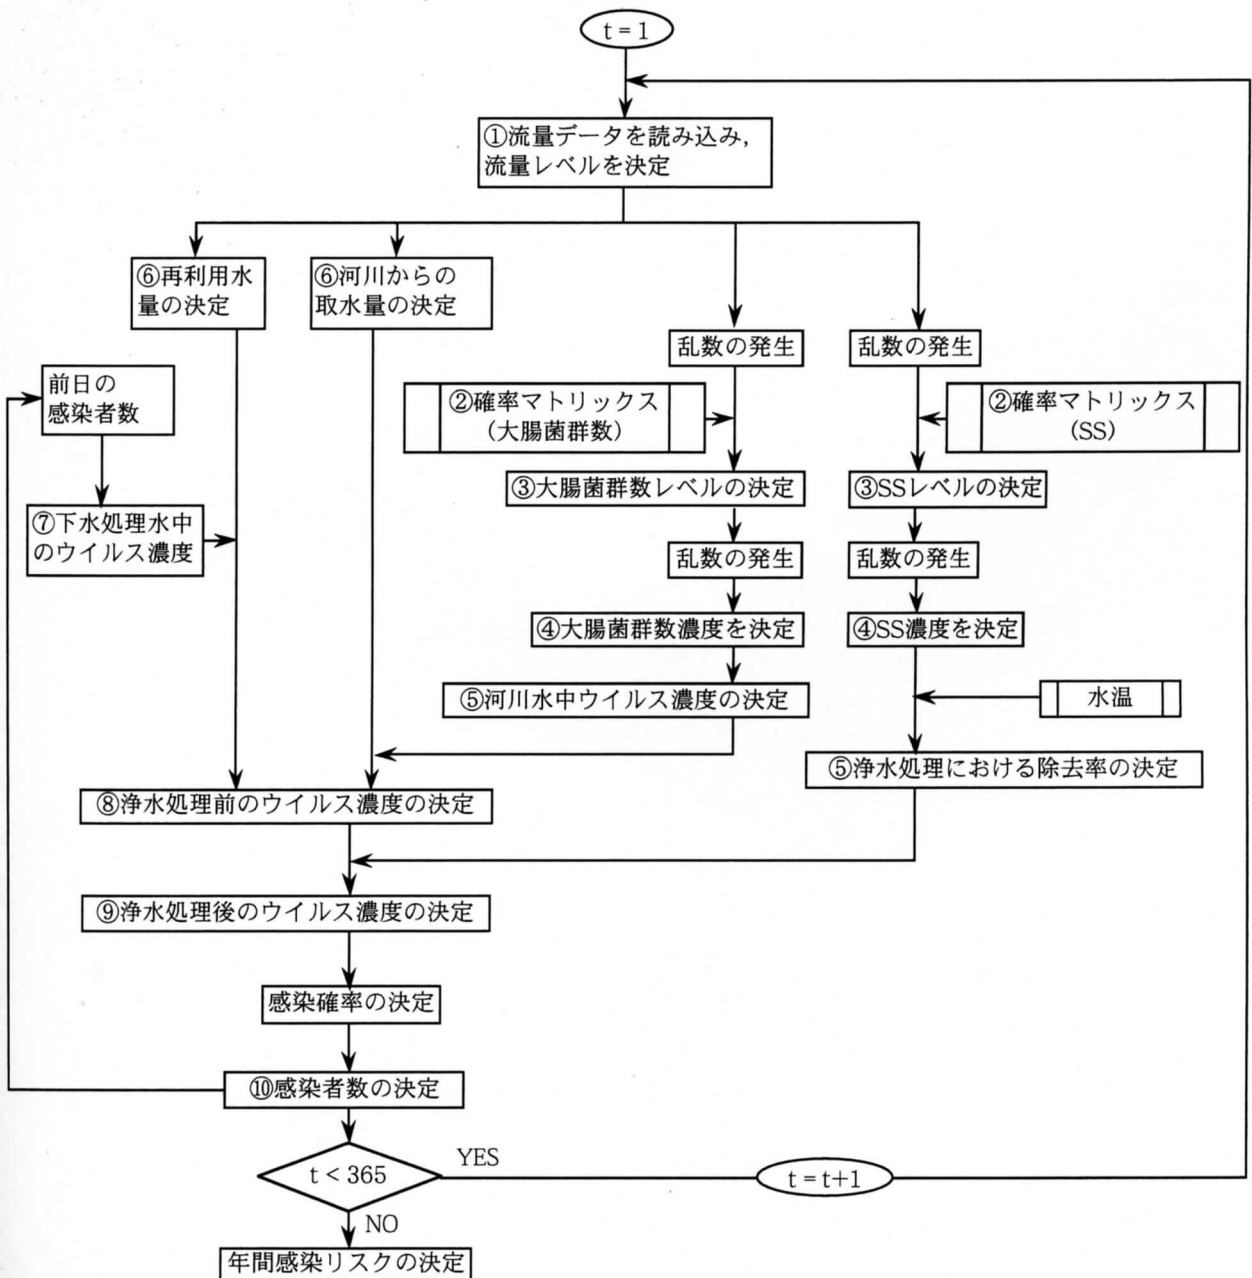 t = 1
①流量データを読み込み，
流量レベルを決定
⑥再利用水
量の決定
⑥河川からの
取水量の決定
乱数の発生
乱数の発生
前日の
感染者数
②確率マトリックス
（大腸菌群数）
②確率マトリックス
（SS）
③大腸菌群数レベルの決定
③SSレベルの決定
⑦下水処理水中
のウイルス濃度
乱数の発生
乱数の発生
④大腸菌群数濃度を決定
④SS濃度を決定
⑤河川水中ウイルス濃度の決定
水温
⑤浄水処理における除去率の決定
⑧浄水処理前のウイルス濃度の決定
⑨浄水処理後のウイルス濃度の決定
感染確率の決定
⑩感染者数の決定
t < 365
YES
t = t+1
NO
年間感染リスクの決定